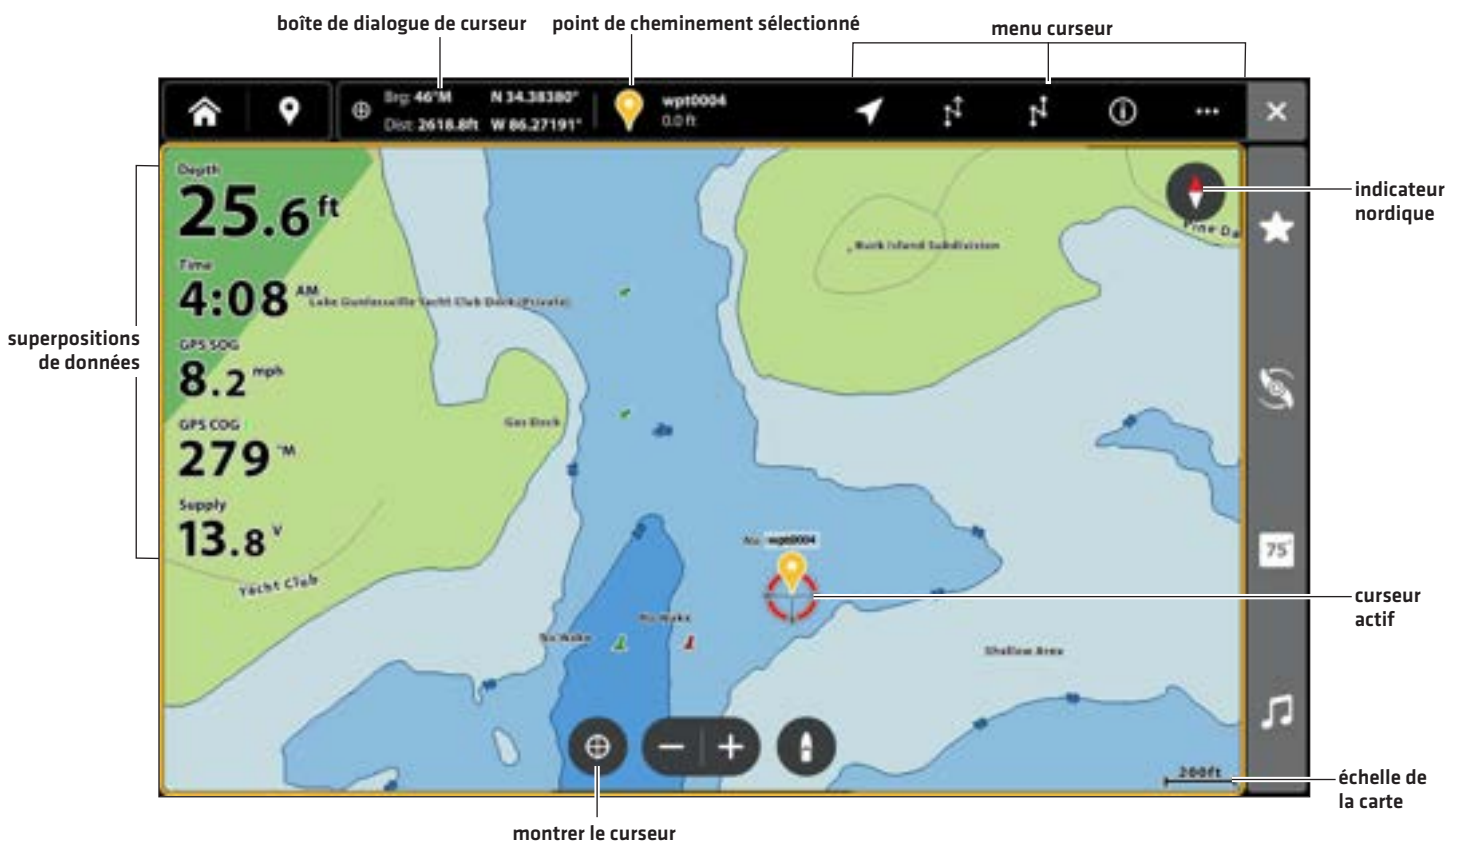 boîte de dialogue de curseur
point de cheminement sélectionné
menu curseur
Brg: 46°M N 34.38380°
Dist: 2618.8ft W 86.27191°
wpt0004
0.0 ft
Depth
25.6 ft
Time
4:08 AM
GPS SOG
8.2 mph
GPS COG
279 °M
Supply
13.8 V
superpositions
de données
Lake Guntersville Yacht Club Dock (Private)
Buck Island Subdivision
Pine Da
indicateur
nordique
Gas Dock
Yacht Club
No wpt0004
No Wake
No Wake
Shallow Area
75°
curseur
actif
200ft
échelle de
la carte
montrer le curseur